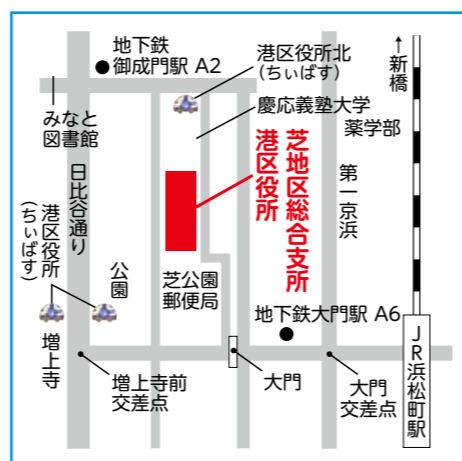 地下鉄
御成門駅 A2
港区役所北
(ちぃばす)
↑新橋
みなと
図書館
慶応義塾大学
薬学部
日比谷通り
港区役所
(ちぃばす)
公園
芝地区総合支所
港区役所
第一京浜
芝公園
郵便局
地下鉄大門駅 A6
増上寺
増上寺前
交差点
大門
大門
交差点
JR浜松町駅